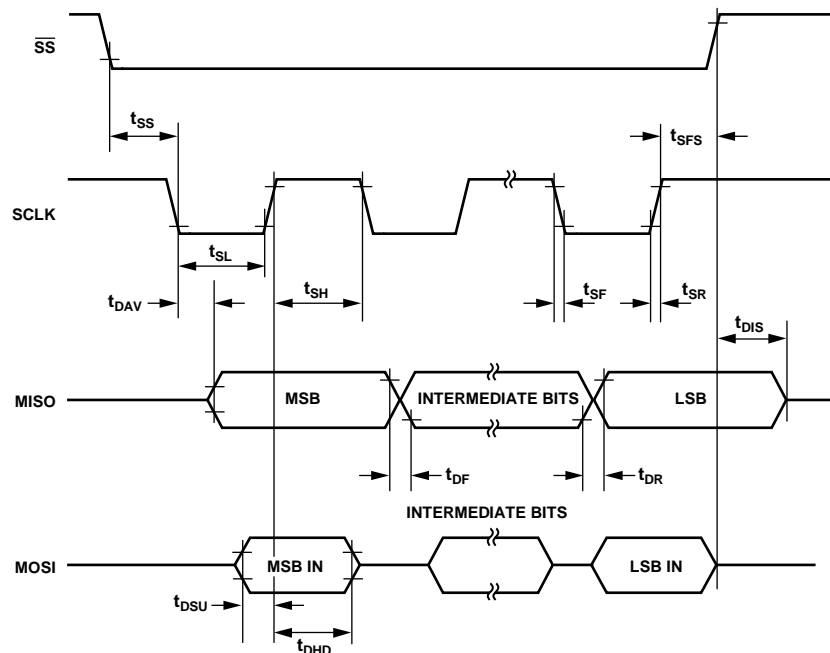 SS
tSS
tSFS
SCLK
tSL
tSH
tSF
tSR
tDAV
tDIS
MISO
MSB
INTERMEDIATE BITS
LSB
tDF
tDR
INTERMEDIATE BITS
MOSI
MSB IN
LSB IN
tDSU
tDHD